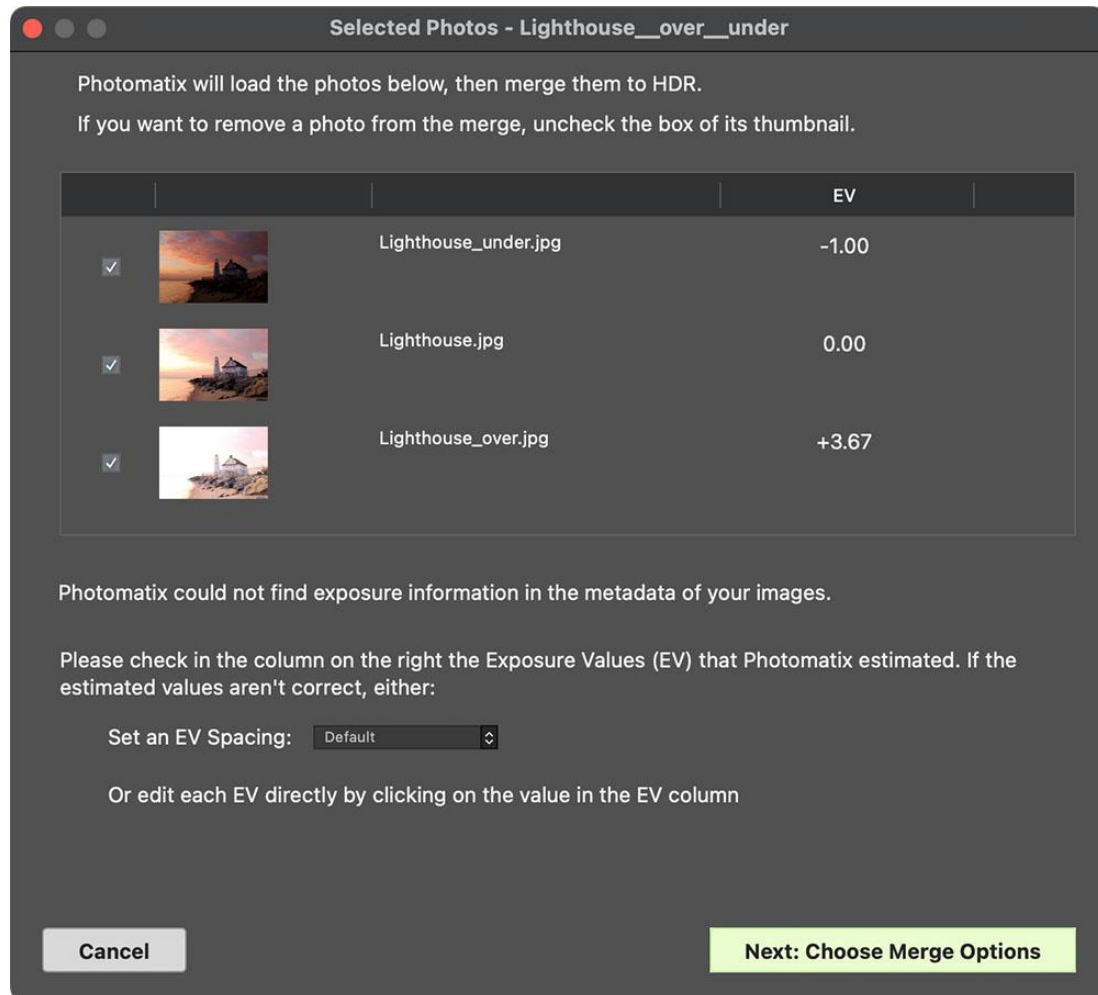 Selected Photos - Lighthouse__over__under
Photomatix will load the photos below, then merge them to HDR.
If you want to remove a photo from the merge, uncheck the box of its thumbnail.
EV
Lighthouse_under.jpg -1.00
Lighthouse.jpg 0.00
Lighthouse_over.jpg +3.67
Photomatix could not find exposure information in the metadata of your images.
Please check in the column on the right the Exposure Values (EV) that Photomatix estimated. If the
estimated values aren't correct, either:
Set an EV Spacing: Default
Or edit each EV directly by clicking on the value in the EV column
Cancel Next: Choose Merge Options